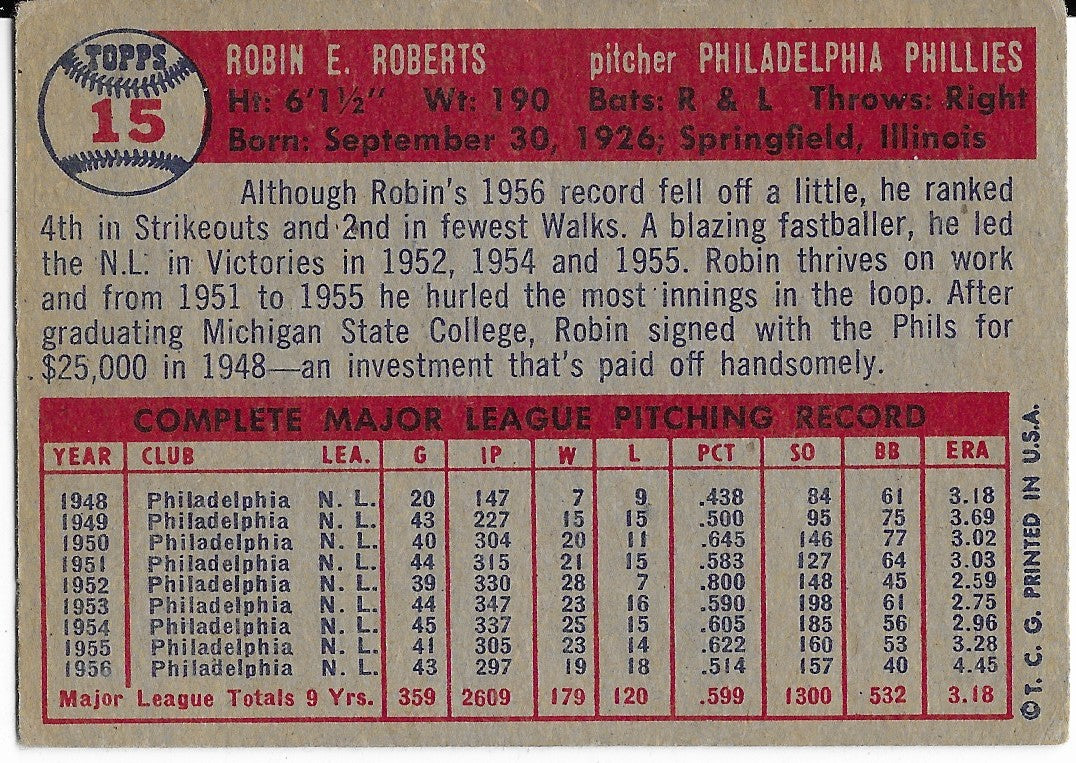 TOPPS
15
ROBIN E. ROBERTS pitcher PHILADELPHIA PHILLIES
Ht: 6'1½" Wt: 190 Bats: R & L Throws: Right
Born: September 30, 1926; Springfield, Illinois
Although Robin's 1956 record fell off a little, he ranked
4th in Strikeouts and 2nd in fewest Walks. A blazing fastballer, he led
the N.L. in Victories in 1952, 1954 and 1955. Robin thrives on work
and from 1951 to 1955 he hurled the most innings in the loop. After
graduating Michigan State College, Robin signed with the Phils for
$25,000 in 1948—an investment that's paid off handsomely.
COMPLETE MAJOR LEAGUE PITCHING RECORD
YEAR CLUB LEA. G IP W L PCT SO BB ERA
1948 Philadelphia N. L. 20 147 7 9 .438 84 61 3.18
1949 Philadelphia N. L. 43 227 15 15 .500 95 75 3.69
1950 Philadelphia N. L. 40 304 20 11 .645 146 77 3.02
1951 Philadelphia N. L. 44 315 21 15 .583 127 64 3.03
1952 Philadelphia N. L. 39 330 28 7 .800 148 45 2.59
1953 Philadelphia N. L. 44 347 23 16 .590 198 61 2.75
1954 Philadelphia N. L. 45 337 25 15 .605 185 56 2.96
1955 Philadelphia N. L. 41 305 23 14 .622 160 53 3.28
1956 Philadelphia N. L. 43 297 19 18 .514 157 40 4.45
Major League Totals 9 Yrs. 359 2609 179 120 .599 1300 532 3.18
©T. C. G. PRINTED IN U.S.A.